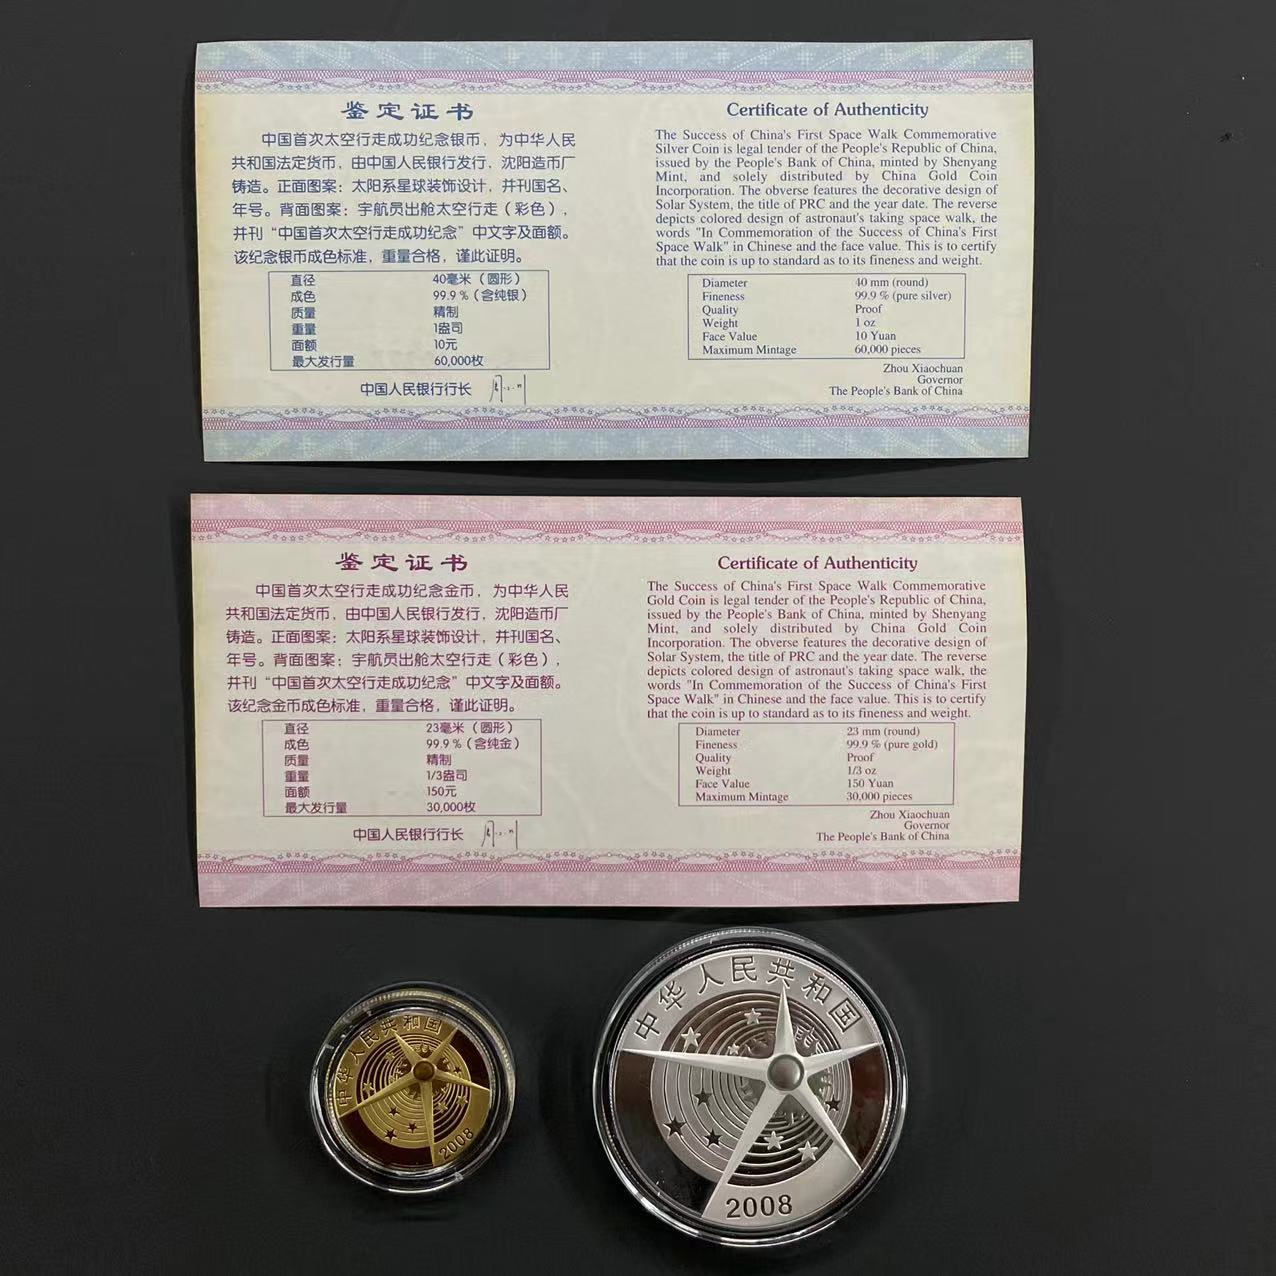 鉴定证书
中国首次太空行走成功纪念银币，为中华人民
共和国法定货币，由中国人民银行发行，沈阳造币厂
铸造。正面图案：太阳系星球装饰设计，并刊国名、
年号。背面图案：宇航员出舱太空行走（彩色），
并刊“中国首次太空行走成功纪念”中文字及面额。
该纪念银币成色标准，重量合格，谨此证明。
直径 40毫米（圆形）
成色 99.9%（含纯银）
质量 精制
重量 1盎司
面额 10元
最大发行量 60,000枚
中国人民银行行长
Certificate of Authenticity
The Success of China's First Space Walk Commemorative
Silver Coin is legal tender of the People's Republic of China,
issued by the People's Bank of China, minted by Shenyang
Mint, and solely distributed by China Gold Coin
Incorporation. The obverse features the decorative design of
Solar System, the title of PRC and the year date. The reverse
depicts colored design of astronaut's taking space walk, the
words "In Commemoration of the Success of China's First
Space Walk" in Chinese and the face value. This is to certify
that the coin is up to standard as to its fineness and weight.
Diameter 40 mm (round)
Fineness 99.9 % (pure silver)
Quality Proof
Weight 1 oz
Face Value 10 Yuan
Maximum Mintage 60,000 pieces
Zhou Xiaochuan
Governor
The People's Bank of China
鉴定证书
中国首次太空行走成功纪念金币，为中华人民
共和国法定货币，由中国人民银行发行，沈阳造币厂
铸造。正面图案：太阳系星球装饰设计，并刊国名、
年号。背面图案：宇航员出舱太空行走（彩色），
并刊“中国首次太空行走成功纪念”中文字及面额。
该纪念金币成色标准，重量合格，谨此证明。
直径 23毫米（圆形）
成色 99.9%（含纯金）
质量 精制
重量 1/3盎司
面额 150元
最大发行量 30,000枚
中国人民银行行长
Certificate of Authenticity
The Success of China's First Space Walk Commemorative
Gold Coin is legal tender of the People's Republic of China,
issued by the People's Bank of China, minted by Shenyang
Mint, and solely distributed by China Gold Coin
Incorporation. The obverse features the decorative design of
Solar System, the title of PRC and the year date. The reverse
depicts colored design of astronaut's taking space walk, the
words "In Commemoration of the Success of China's First
Space Walk" in Chinese and the face value. This is to certify
that the coin is up to standard as to its fineness and weight.
Diameter 23 mm (round)
Fineness 99.9 % (pure gold)
Quality Proof
Weight 1/3 oz
Face Value 150 Yuan
Maximum Mintage 30,000 pieces
Zhou Xiaochuan
Governor
The People's Bank of China
中华人民共和国
2008
中华人民共和国
2008